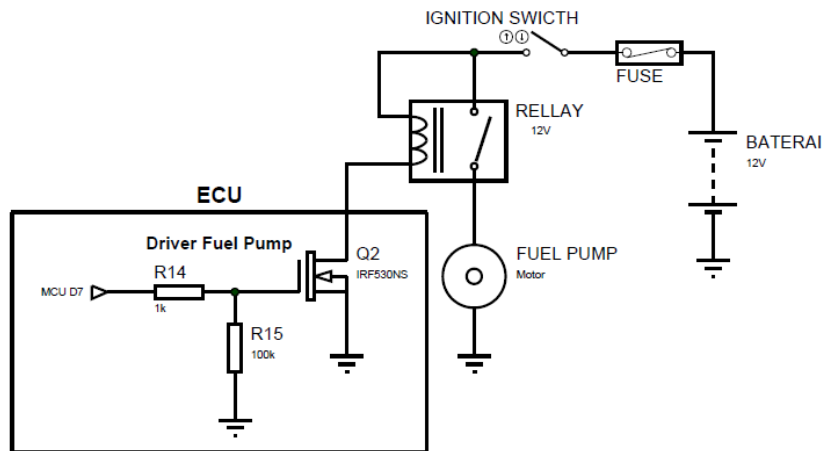 IGNITION SWICTH
FUSE
RELLAY
12V
BATERAI
12V
ECU
Driver Fuel Pump
Q2
IRF530NS
FUEL PUMP
Motor
R14
MCU D7
1k
R15
100k